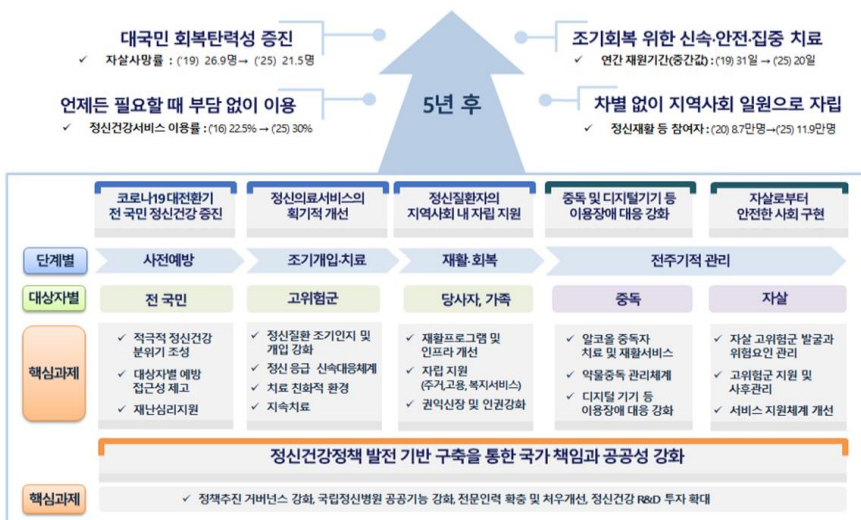 대국민 회복탄력성 증진
✓ 자살사망률 : ('19) 26.9명→ ('25) 21.5명
조기회복 위한 신속·안전·집중 치료
✓ 연간 재원기간(중간값) : (19) 31일 → (25) 20일
언제든 필요할 때 부담 없이 이용
✓ 정신건강서비스 이용률 : (16) 22.5% → (25) 30%
5년 후
차별 없이 지역사회 일원으로 자립
✓ 정신재활 등 참여자 : (20) 8.7만명→(25) 11.9만명
코로나19 대전환기
전 국민 정신건강 증진
정신의료서비스의
획기적 개선
정신질환자의
지역사회 내 자립 지원
중독 및 디지털기기 등
이용장애 대응 강화
자살로부터
안전한 사회 구현
단계별
사전예방
조기개입·치료
재활·회복
전주기적 관리
대상자별
전 국민
고위험군
당사자, 가족
중독
자살
핵심과제
✓ 적극적 정신건강
분위기 조성
✓ 대상자별 예방
접근성 제고
✓ 재난심리지원
✓ 정신질환 조기인지 및
개입 강화
✓ 정신 응급 신속대응체계
✓ 치료 친화적 환경
✓ 지속치료
✓ 재활프로그램 및
인프라 개선
✓ 자립 지원
(주거,고용, 복지서비스)
✓ 권익신장 및 인권강화
✓ 알코올 중독자
치료 및 재활서비스
✓ 약물중독 관리체계
✓ 디지털 기기 등
이용장애 대응 강화
✓ 자살 고위험군 발굴과
위험요인 관리
✓ 고위험군 지원 및
사후관리
✓ 서비스 지원체계 개선
정신건강정책 발전 기반 구축을 통한 국가 책임과 공공성 강화
핵심과제
✓ 정책추진 거버넌스 강화, 국립정신병원 공공기능 강화, 전문인력 확충 및 처우개선, 정신건강 R&D 투자 확대